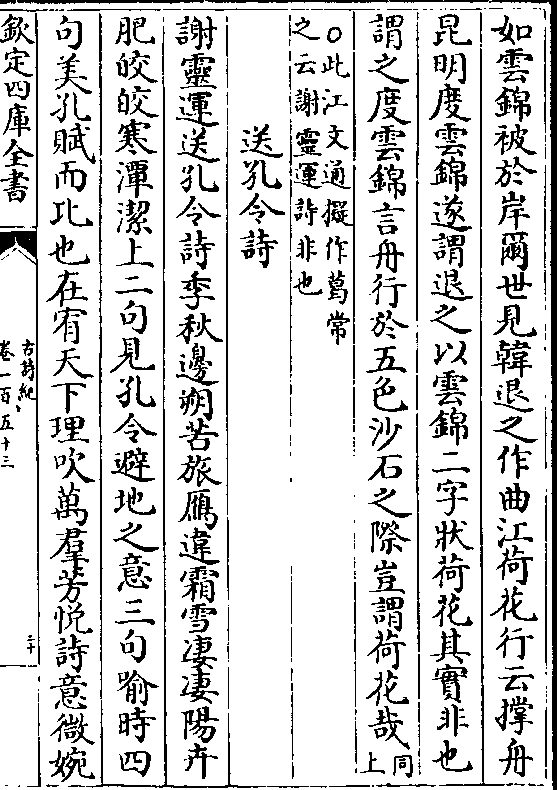 如雲錦被於岸爾世見韓退之作曲江荷花行云撑舟
昆明度雲錦遂謂退之以雲錦二字狀荷花其實非也
謂之度雲錦言舟行於五色沙石之際豈謂荷花哉同上
○此江文通擬作葛常
之云謝靈運詩非也
送孔令詩
謝靈運送孔令詩季秋邊朔苦旅鴈違霜雪淒淒陽卉
肥皎皎寒潭潔上二句見孔令避地之意三句喻時四
句美孔賦而比也在宥天下理吹萬羣芳悦詩意微婉
欽定四庫全書
古詩紀
卷一百五十三
二十